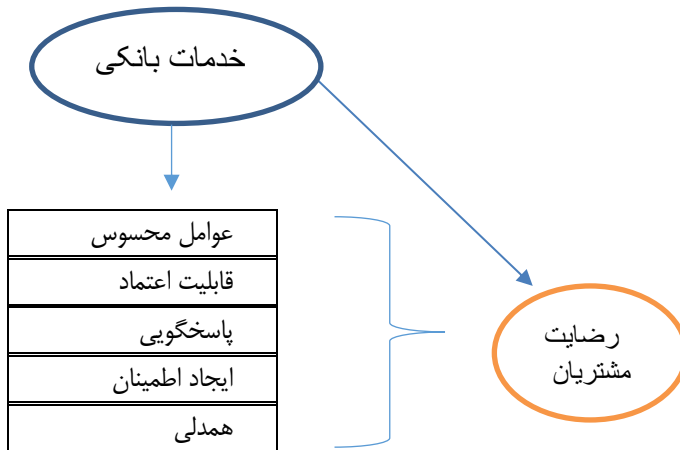 خدمات بانکی
عوامل محسوس
قابلیت اعتماد
پاسخگویی
ایجاد اطمینان
همدلی
رضایت
مشتریان